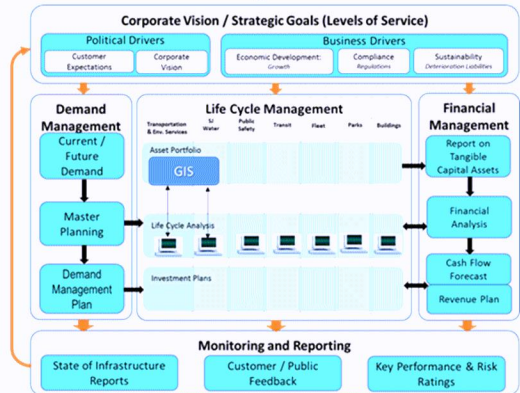 Corporate Vision / Strategic Goals (Levels of Service)
Political Drivers
Customer
Expectations
Corporate
Vision
Business Drivers
Economic Development:
Growth
Compliance
Regulations
Sustainability
Deterioration Liabilities
Demand
Management
Current /
Future
Demand
Master
Planning
Demand
Management
Plan
Life Cycle Management
Transportation
& Env. Services
SJ
Water
Public
Safety
Transit
Fleet
Parks
Buildings
Asset Portfolio
GIS
Life Cycle Analysis
Investment Plans
Financial
Management
Report on
Tangible
Capital Assets
Financial
Analysis
Cash Flow
Forecast
Revenue Plan
Monitoring and Reporting
State of Infrastructure
Reports
Customer / Public
Feedback
Key Performance & Risk
Ratings